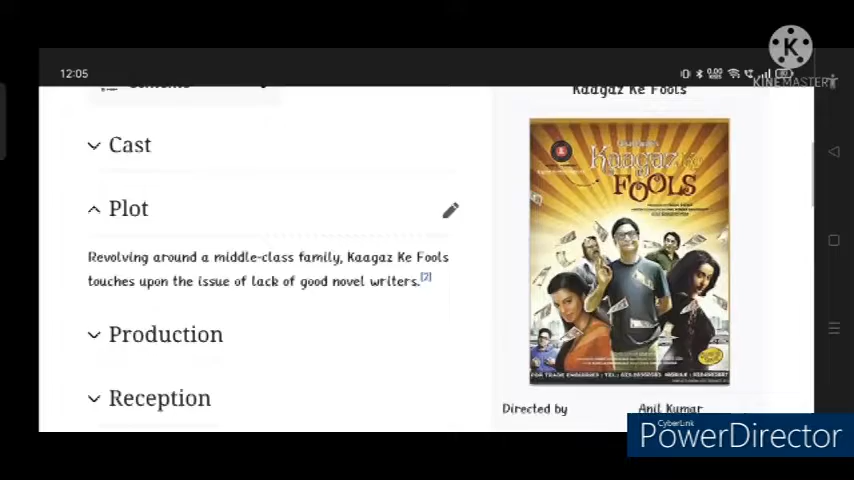 12:05
KINEMASTER
Kaagaz Ke Fools
Cast
Kaagaz Ke
FOOLS
Plot
Revolving around a middle-class family, Kaagaz Ke Fools
touches upon the issue of lack of good novel writers.[2]
Production
Reception
Directed by Anil Kumar
CyberLink
PowerDirector